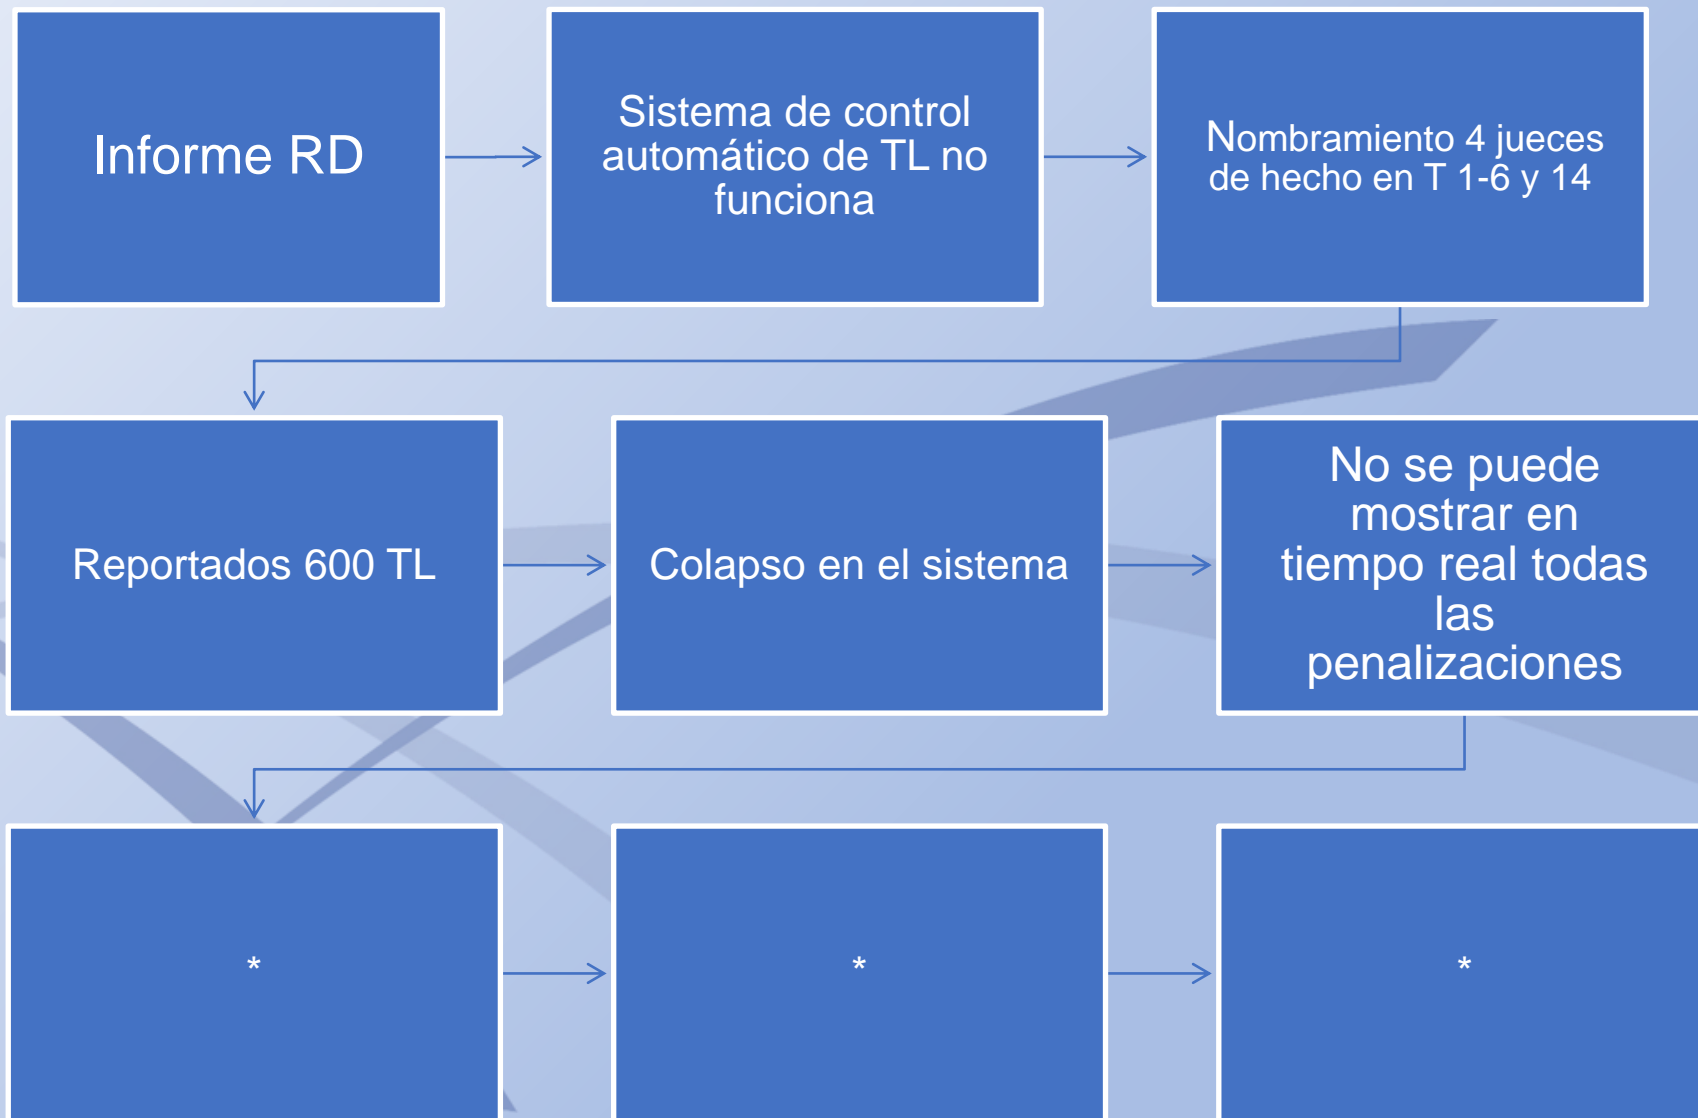 Informe RD
Sistema de control
automático de TL no
funciona
Nombramiento 4 jueces
de hecho en T 1-6 y 14
Reportados 600 TL
Colapso en el sistema
No se puede
mostrar en
tiempo real todas
las
penalizaciones
*
*
*